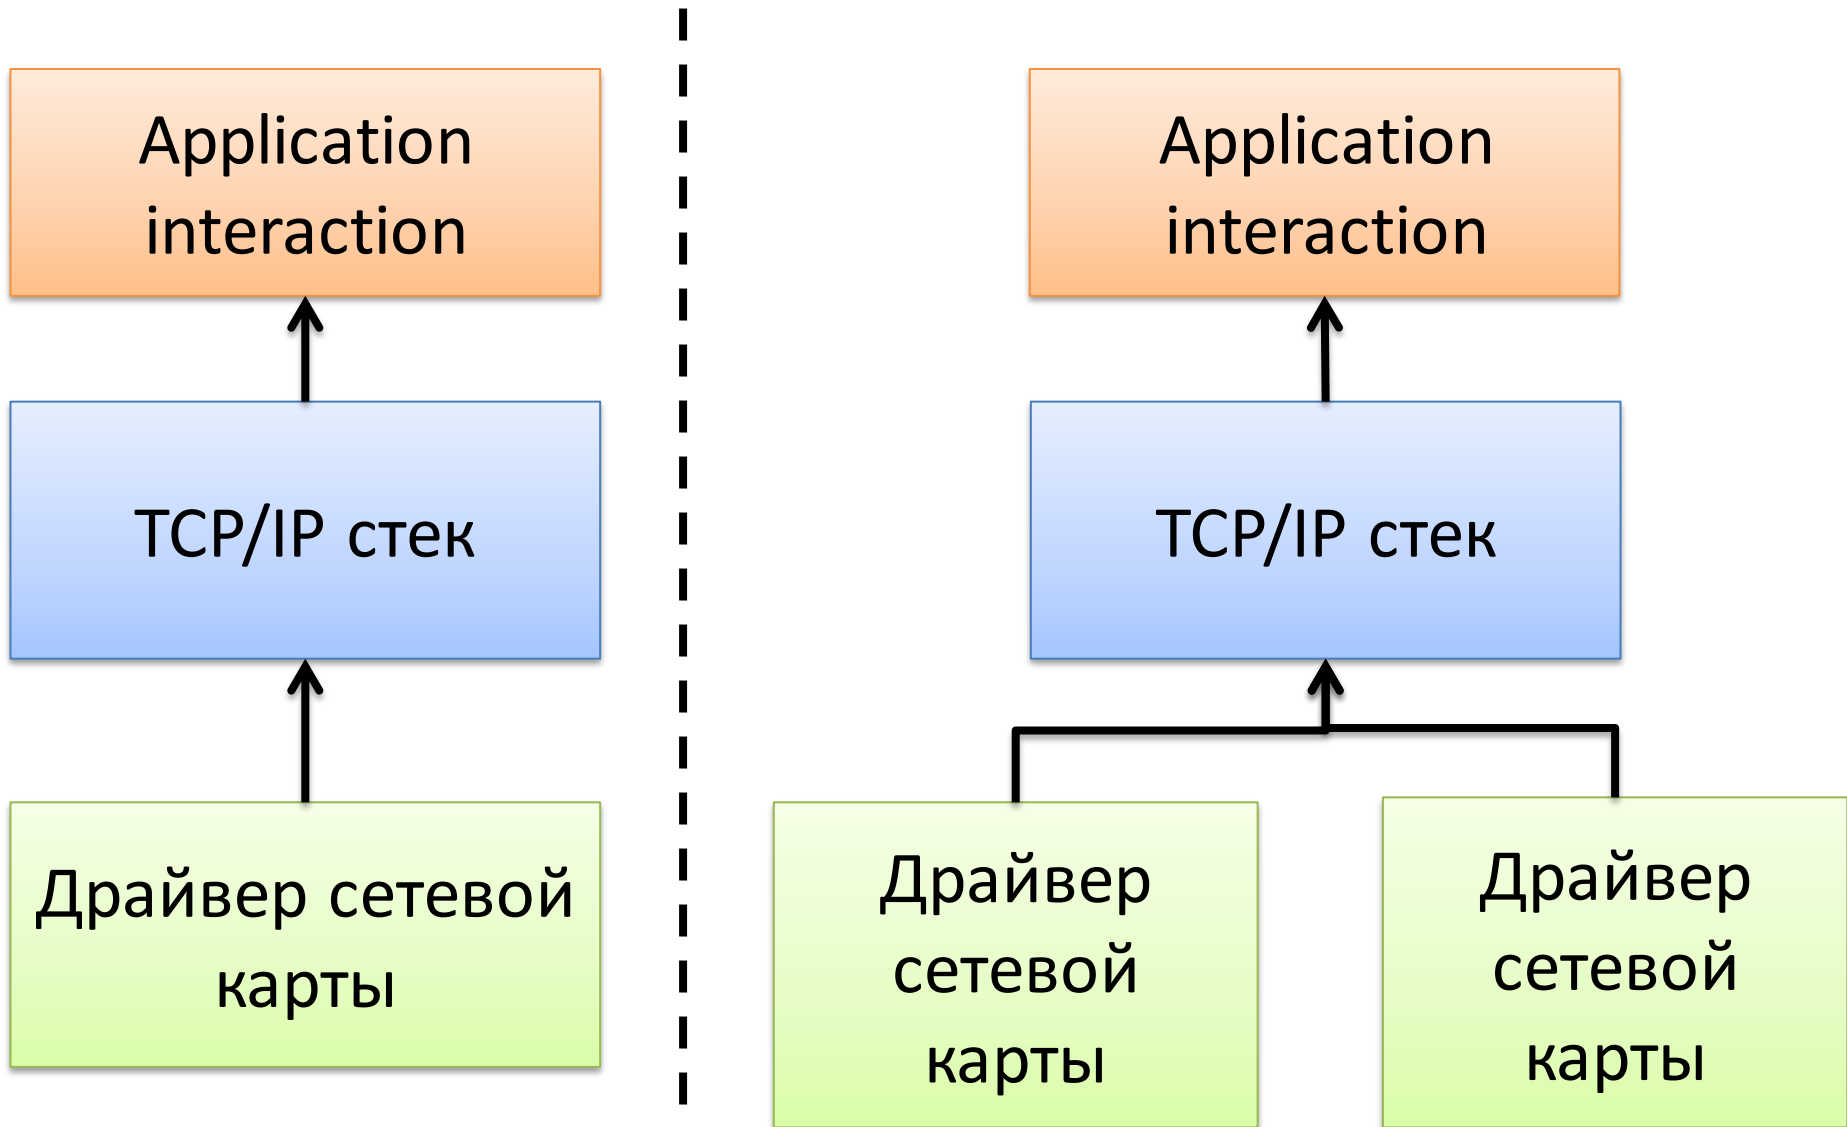 Application
interaction
TCP/IP стек
Драйвер сетевой
карты
Application
interaction
TCP/IP стек
Драйвер
сетевой
карты
Драйвер
сетевой
карты